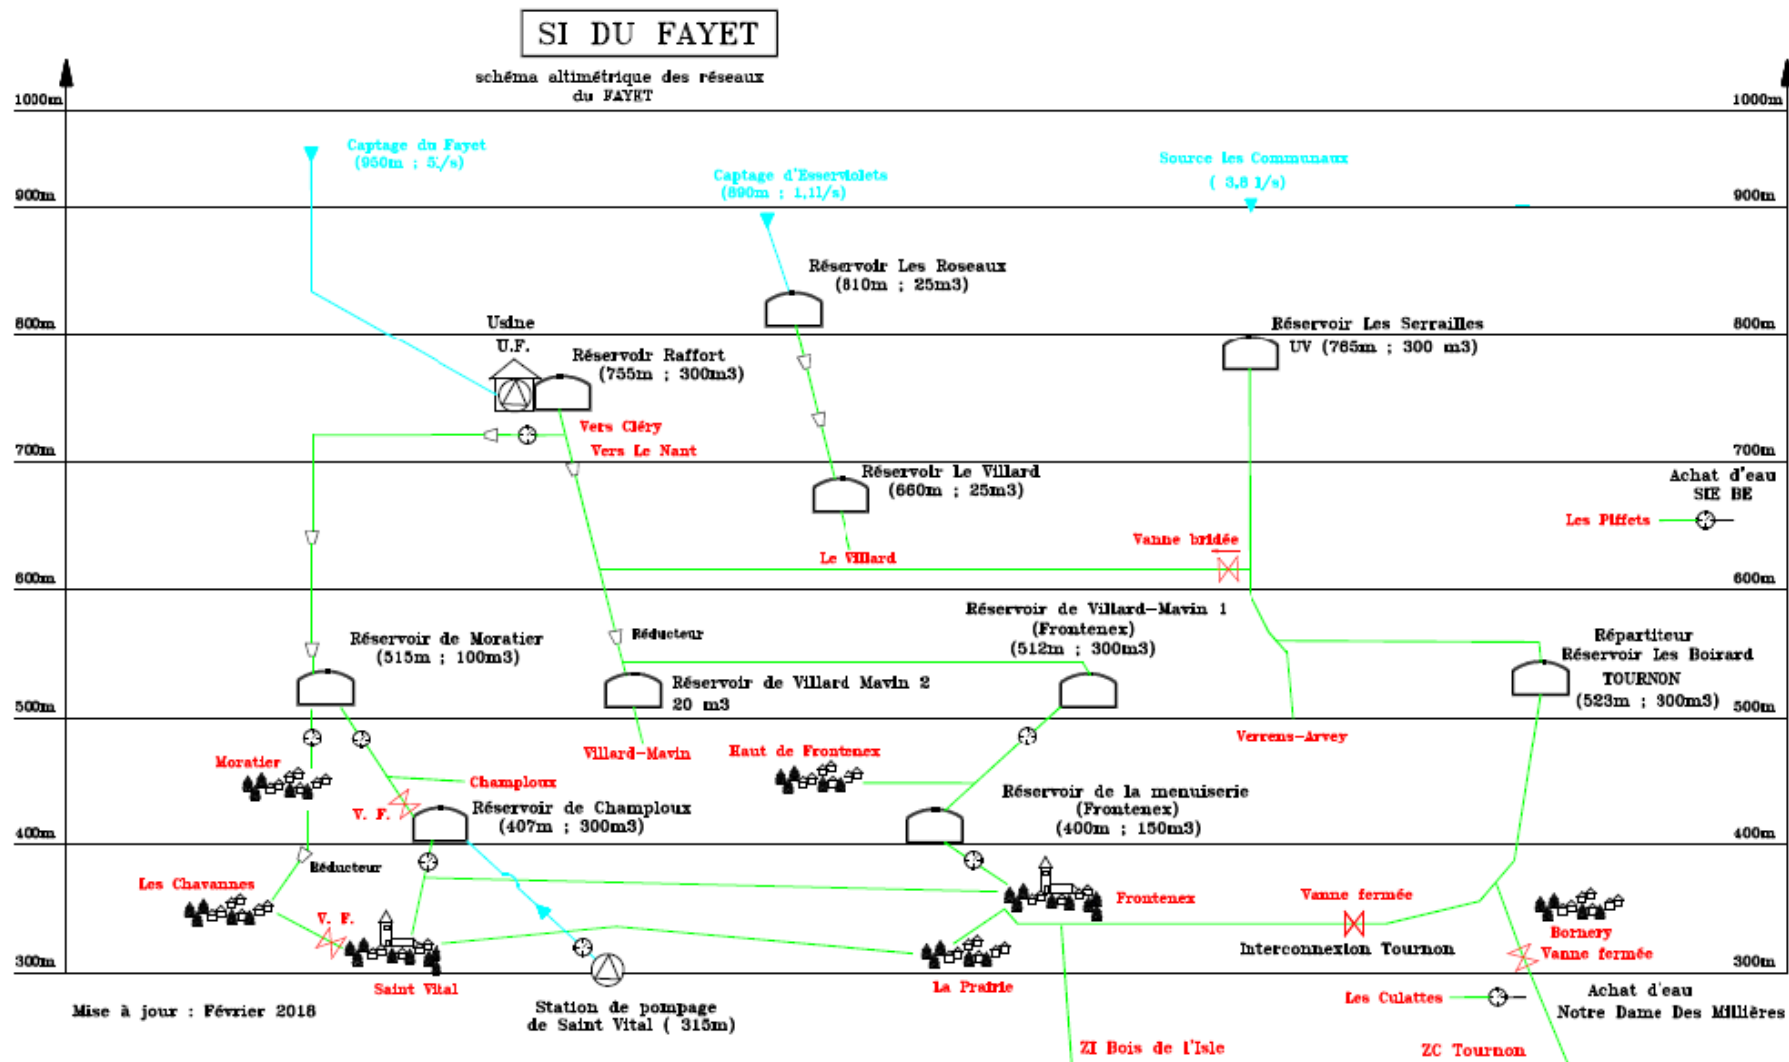 SI DU FAYET
schéma altimétrique des réseaux
du FAYET
1000m
1000m
Captage du Fayet
(950m ; 5l/s)
Captage d'Esserviolets
(890m ; 1,1l/s)
Source les Communaux
( 3,8 l/s)
900m
900m
Réservoir Les Roseaux
(810m ; 25m3)
800m
800m
Usine
U.F.
Réservoir Raffort
(755m ; 300m3)
Réservoir Les Serrailles
UV (765m ; 300 m3)
Vers Cléry
Vers Le Nant
700m
700m
Réservoir Le Villard
(660m ; 25m3)
Achat d'eau
SIE BE
Les Piffets
Le Villard
Vanne bridée
600m
600m
Réservoir de Villard-Mavin 1
(Frontenex)
(512m ; 300m3)
Réducteur
Réservoir de Moratier
(515m ; 100m3)
Répartiteur
Réservoir Les Boirard
TOURNON
(523m ; 300m3)
Réservoir de Villard Mavin 2
20 m3
500m
500m
Moratier
Villard-Mavin
Haut de Frontenex
Verrens-Arvey
Champloux
V. F.
Réservoir de Champloux
(407m ; 300m3)
Réservoir de la menuiserie
(Frontenex)
(400m ; 150m3)
400m
400m
Réducteur
Les Chavannes
V. F.
Frontenex
Vanne fermée
Interconnexion Tournon
Bornery
Vanne fermée
300m
300m
Saint Vital
La Prairie
Les Culattes
Achat d'eau
Notre Dame Des Millières
Mise à jour : Février 2018
Station de pompage
de Saint Vital ( 315m)
ZI Bois de l'Isle
ZC Tournon